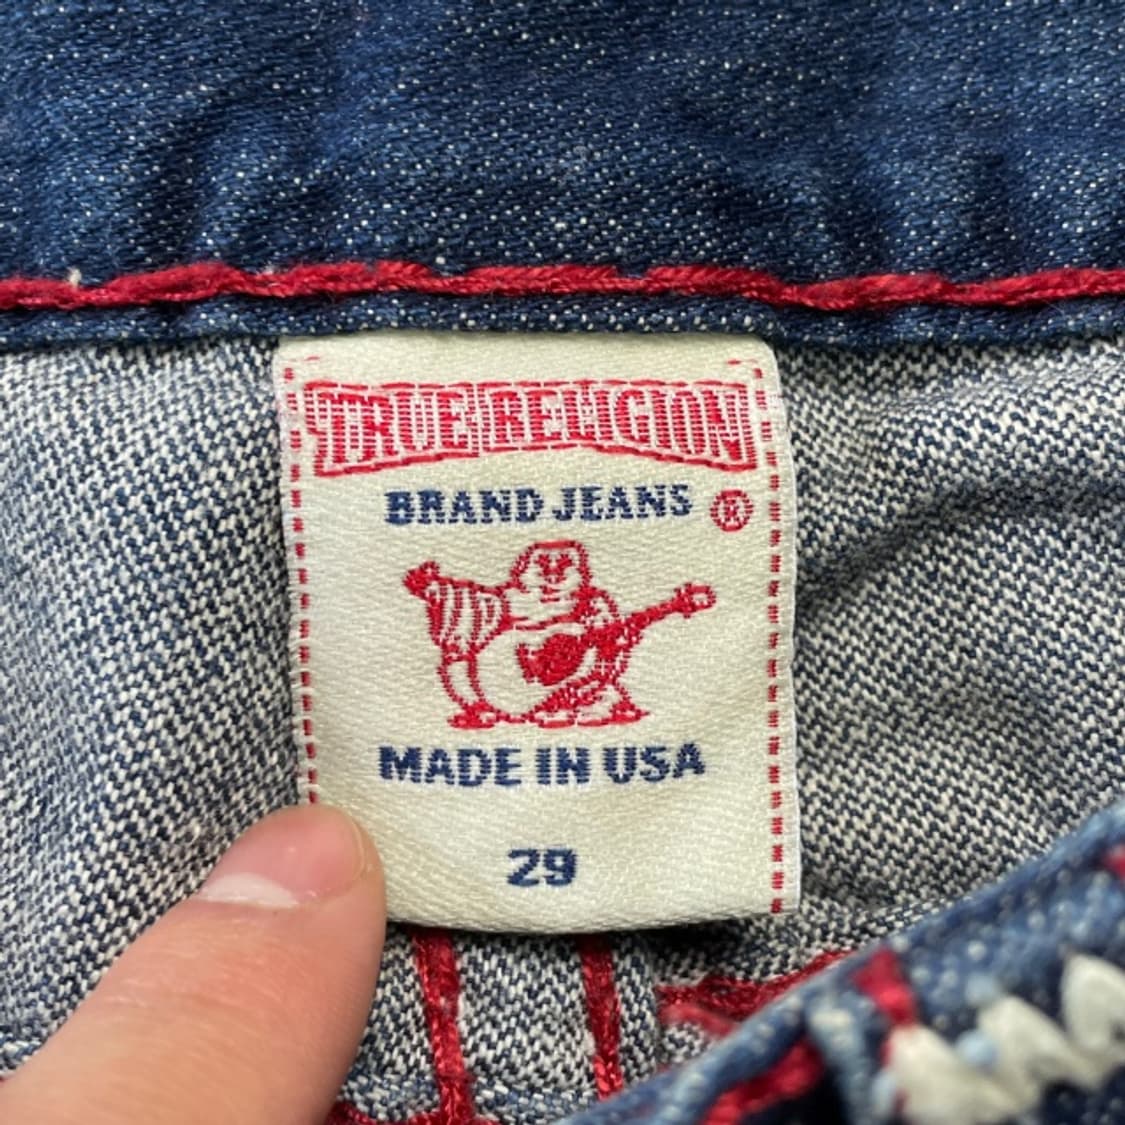 TRUE RELIGION
BRAND JEANS ®
MADE IN USA
29